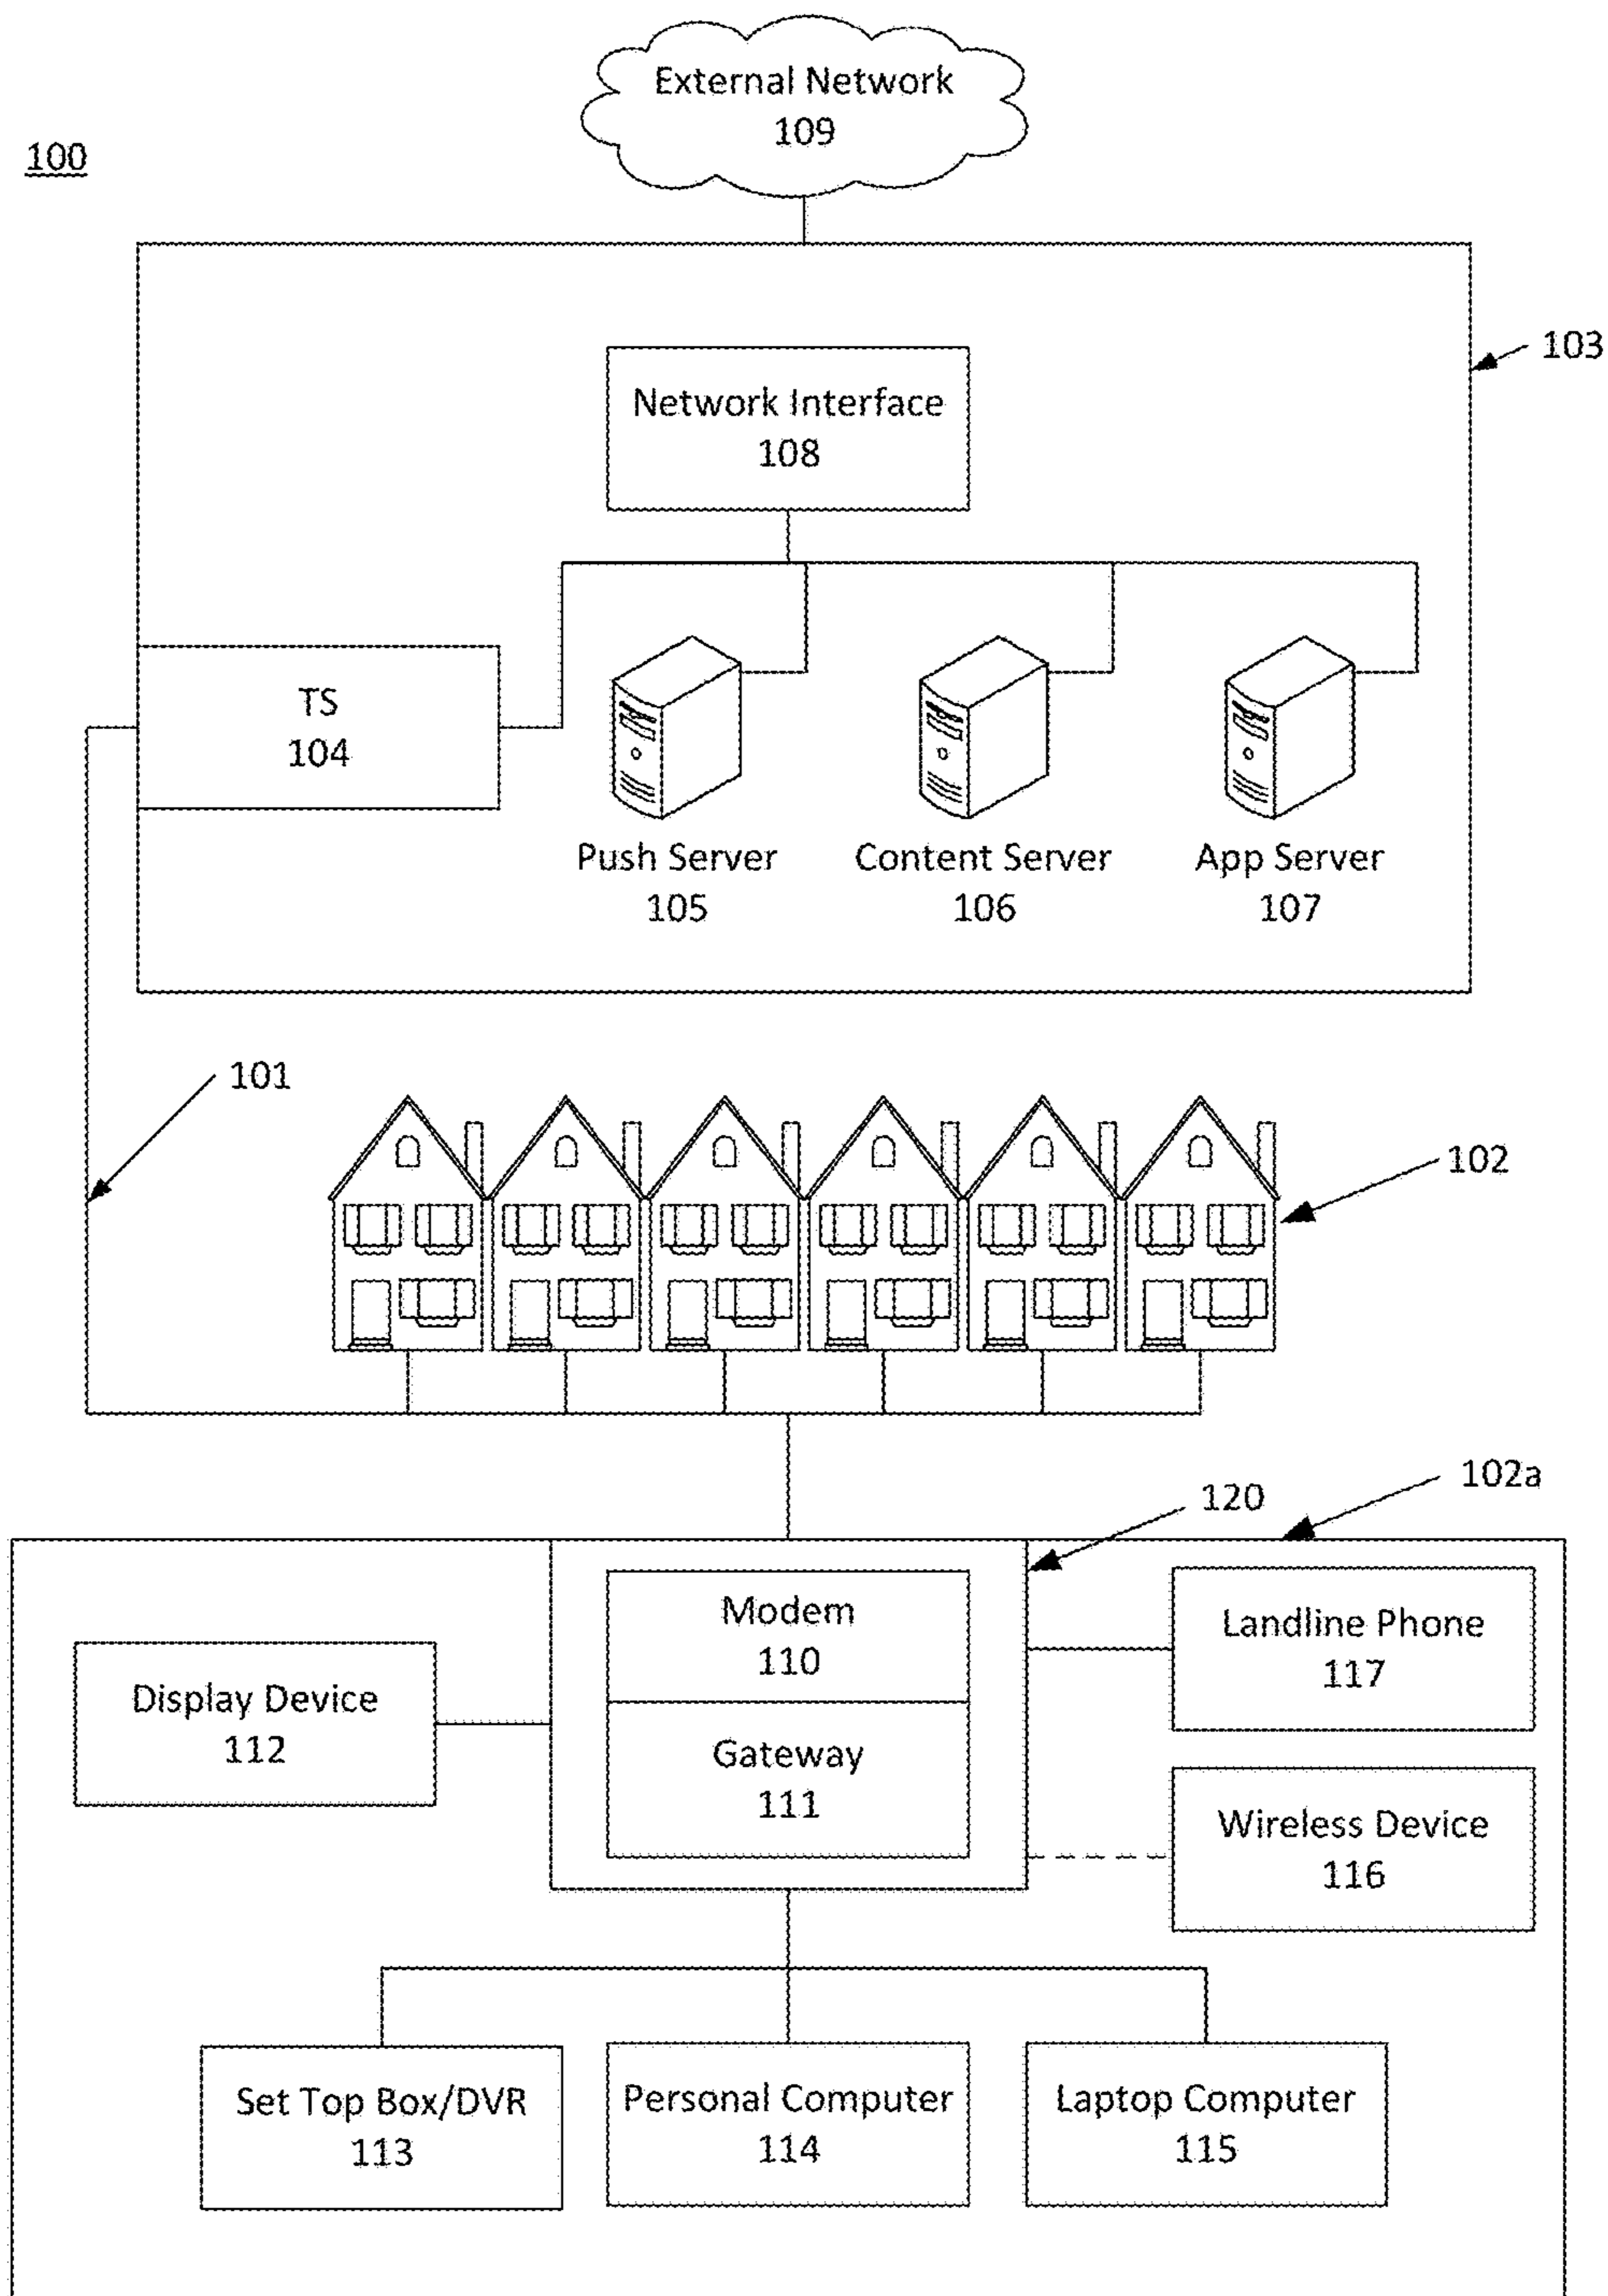 External Network
109
100
103
Network Interface
108
TS
104
Push Server
105
Content Server
106
App Server
107
101
102
102a
120
Modem
110
Landline Phone
117
Display Device
112
Gateway
111
Wireless Device
116
Set Top Box/DVR
113
Personal Computer
114
Laptop Computer
115